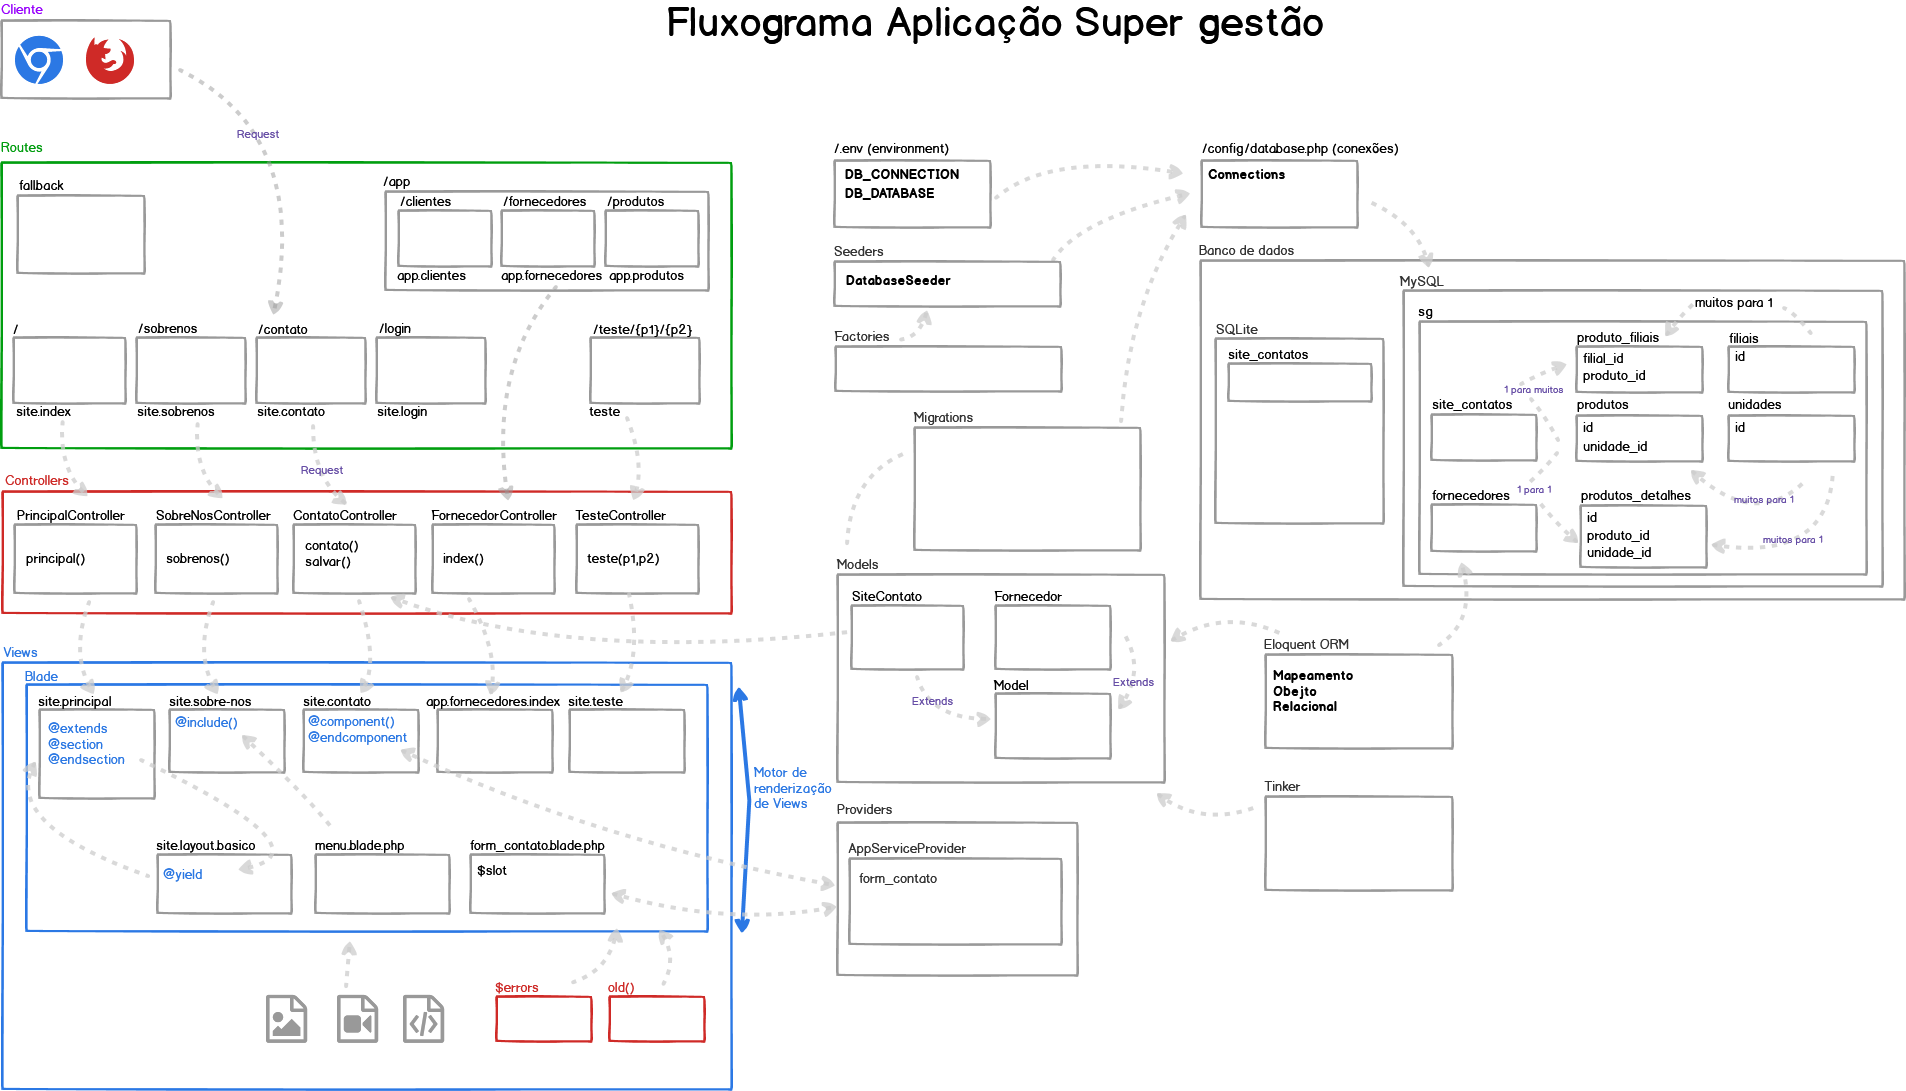 Cliente
Fluxograma Aplicação Super gestão
Request
Routes
fallback
/app
/clientes
/fornecedores
/produtos
app.clientes
app.fornecedores
app.produtos
/
/sobrenos
/contato
/login
/teste/{p1}/{p2}
site.index
site.sobrenos
site.contato
site.login
teste
Request
Controllers
PrincipalController
SobreNosController
ContatoController
FornecedorController
TesteController
principal()
sobrenos()
contato()
salvar()
index()
teste(p1,p2)
Views
Blade
site.principal
site.sobre-nos
site.contato
app.fornecedores.index
site.teste
@extends
@section
@endsection
@include()
@component()
@endcomponent
Motor de
renderização
de Views
site.layout.basico
menu.blade.php
form_contato.blade.php
@yield
$slot
$errors
old()
/.env (environment)
DB_CONNECTION
DB_DATABASE
Seeders
DatabaseSeeder
Factories
Migrations
Models
SiteContato
Fornecedor
Model
Extends
Extends
Providers
AppServiceProvider
form_contato
/config/database.php (conexões)
Connections
Banco de dados
SQLite
site_contatos
MySQL
sg
muitos para 1
produto_filiais
filial_id
produto_id
filiais
id
1 para muitos
site_contatos
produtos
id
unidade_id
unidades
id
fornecedores
1 para 1
produtos_detalhes
id
produto_id
unidade_id
muitos para 1
muitos para 1
Eloquent ORM
Mapeamento
Obejto
Relacional
Tinker